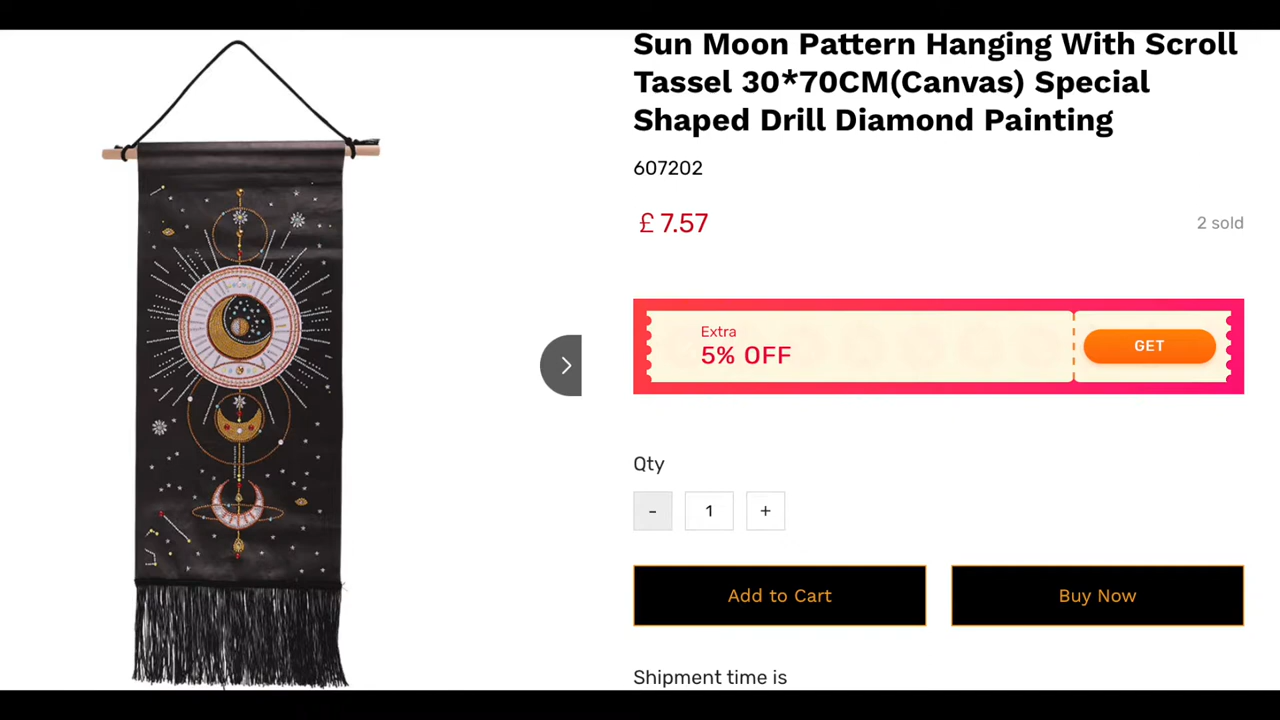 Sun Moon Pattern Hanging With Scroll
Tassel 30*70CM(Canvas) Special
Shaped Drill Diamond Painting
607202
£ 7.57
2 sold
Extra
5% OFF
GET
Qty
-
1
+
Add to Cart
Buy Now
Shipment time is